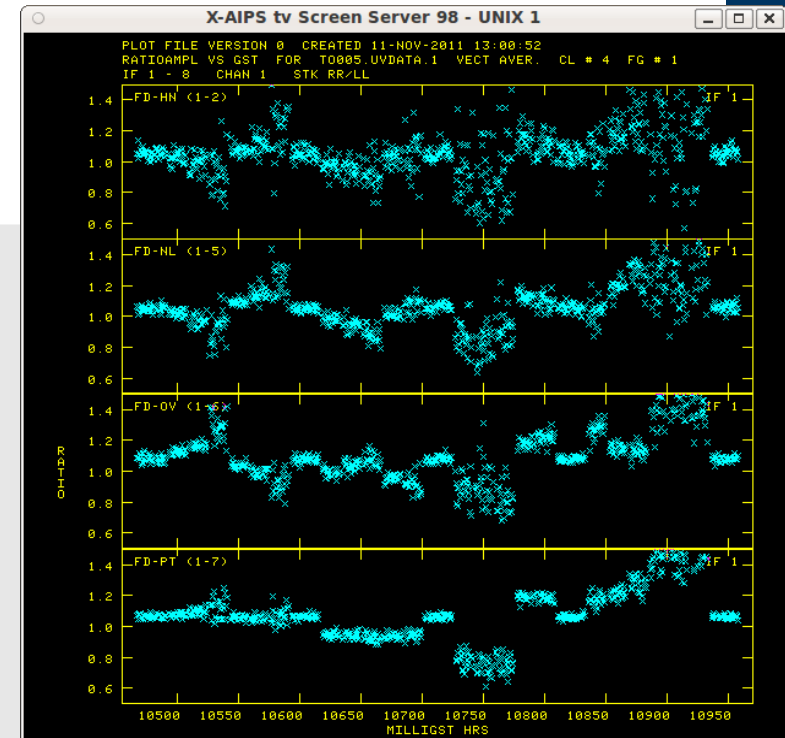 X-AIPS tv Screen Server 98 - UNIX 1
PLOT FILE VERSION 0 CREATED 11-NOV-2011 13:00:52
RATIOAMPL VS GST FOR TO005.UVDATA.1 VECT AVER. CL # 4 FG # 1
IF 1 - 8 CHAN 1 STK RR/LL
FD-HN (1-2) IF 1
1.4
1.2
1.0
0.8
0.6
FD-NL (1-5) IF 1
1.4
1.2
1.0
0.8
0.6
FD-OV (1-6) IF 1
1.4
1.2
1.0
0.8
0.6
RATIO
FD-PT (1-7) IF 1
1.4
1.2
1.0
0.8
0.6
10500 10550 10600 10650 10700 10750 10800 10850 10900 10950
MILLIGST HRS